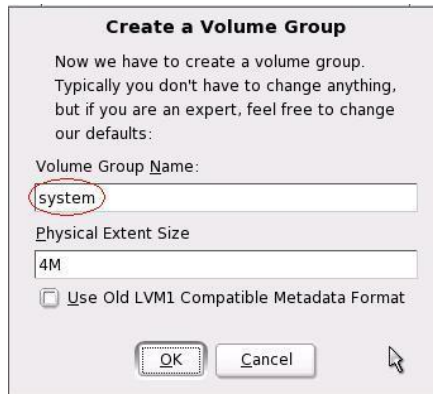 Create a Volume Group
Now we have to create a volume group.
Typically you don't have to change anything,
but if you are an expert, feel free to change
our defaults:
Volume Group Name:
system
Physical Extent Size
4M
Use Old LVM1 Compatible Metadata Format
OK
Cancel